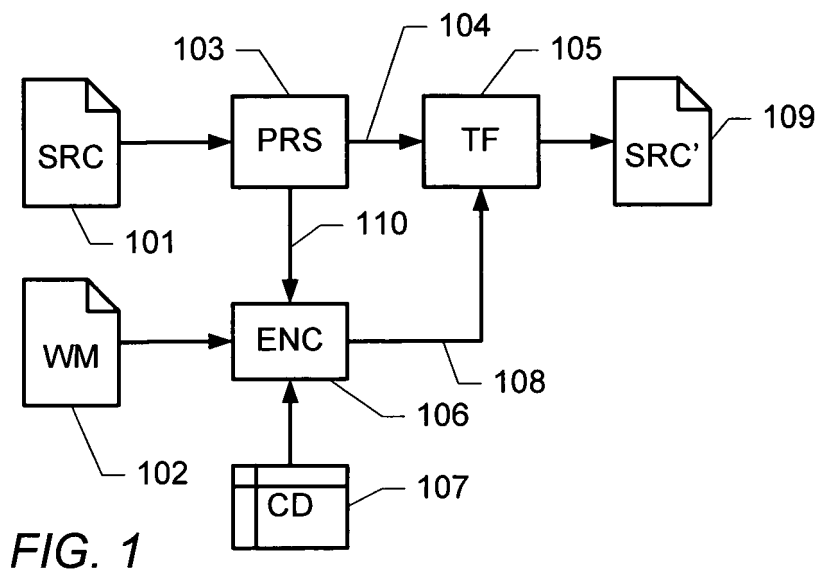 103
104
105
SRC
PRS
TF
SRC’
109
101
110
WM
ENC
108
102
106
CD
107
FIG. 1